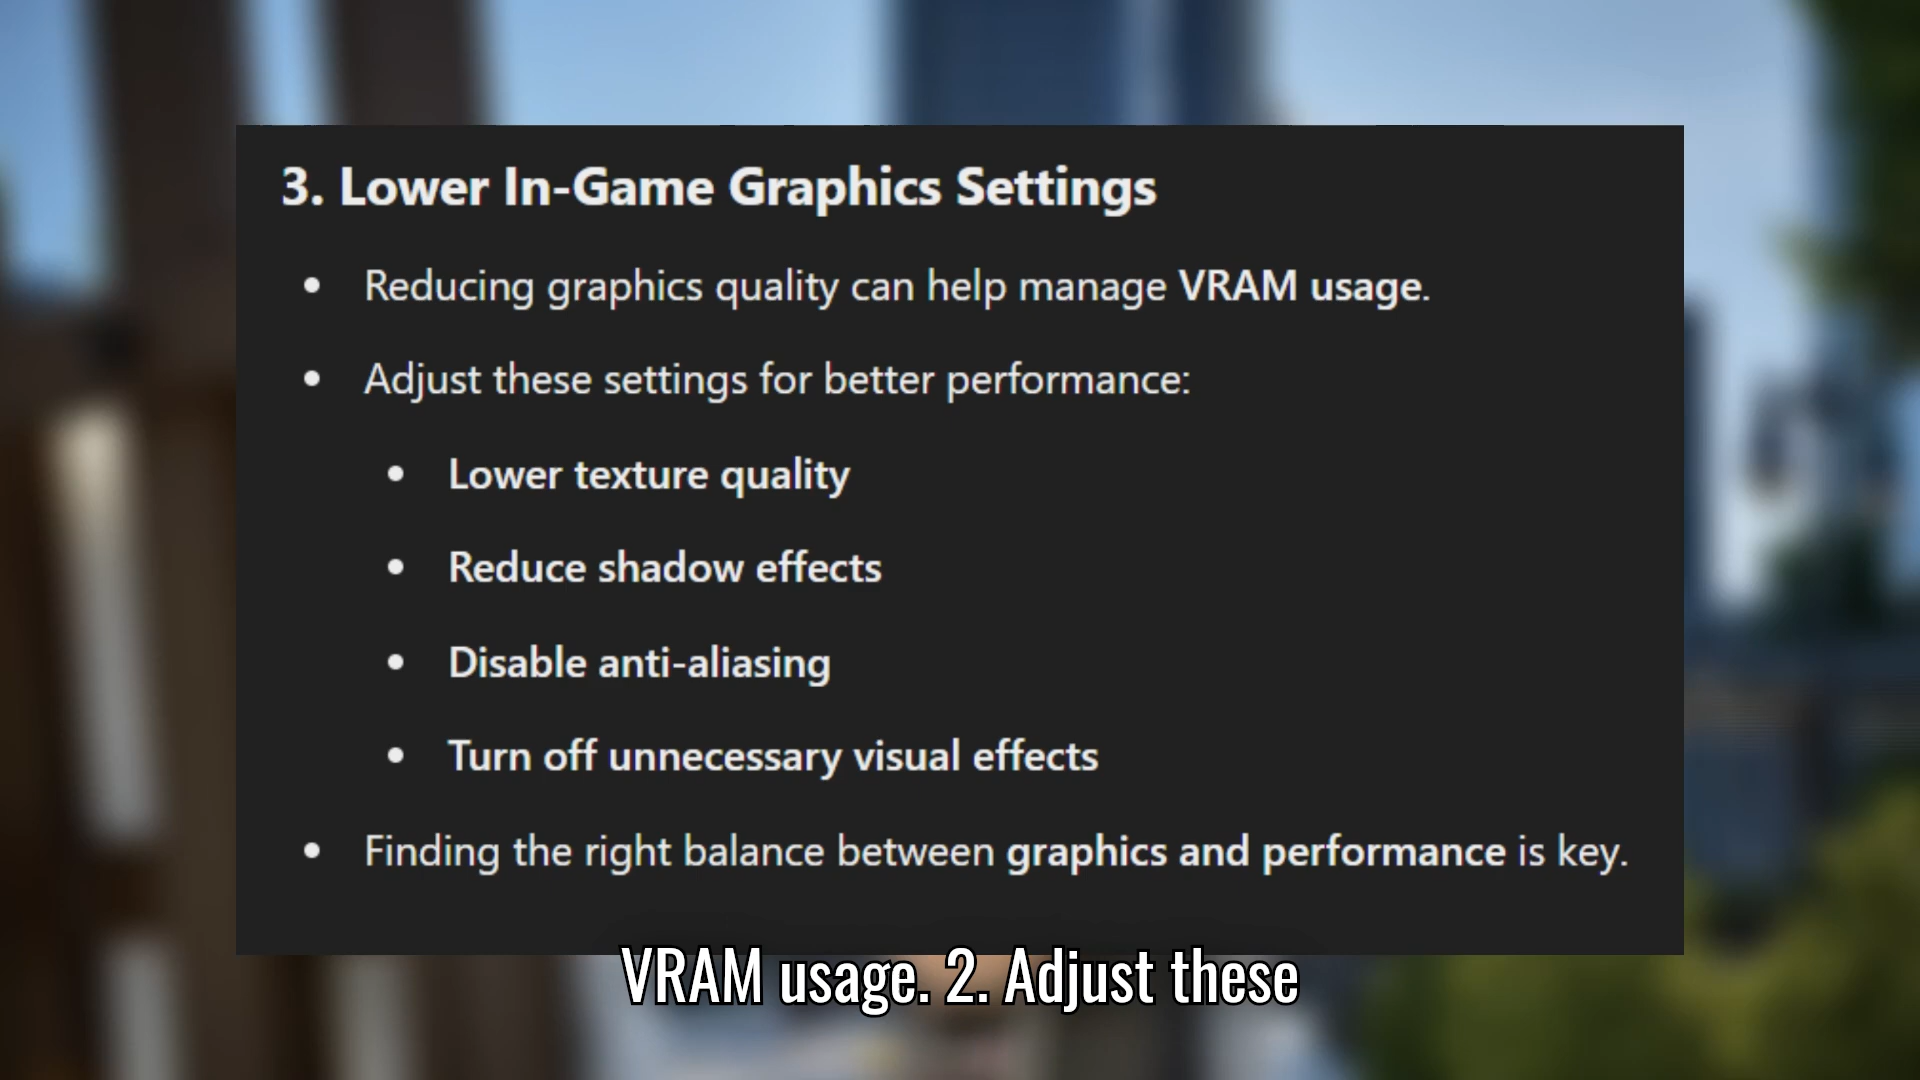 3. Lower In-Game Graphics Settings
• Reducing graphics quality can help manage VRAM usage.
• Adjust these settings for better performance:
• Lower texture quality
• Reduce shadow effects
• Disable anti-aliasing
• Turn off unnecessary visual effects
• Finding the right balance between graphics and performance is key.
VRAM usage. 2. Adjust these